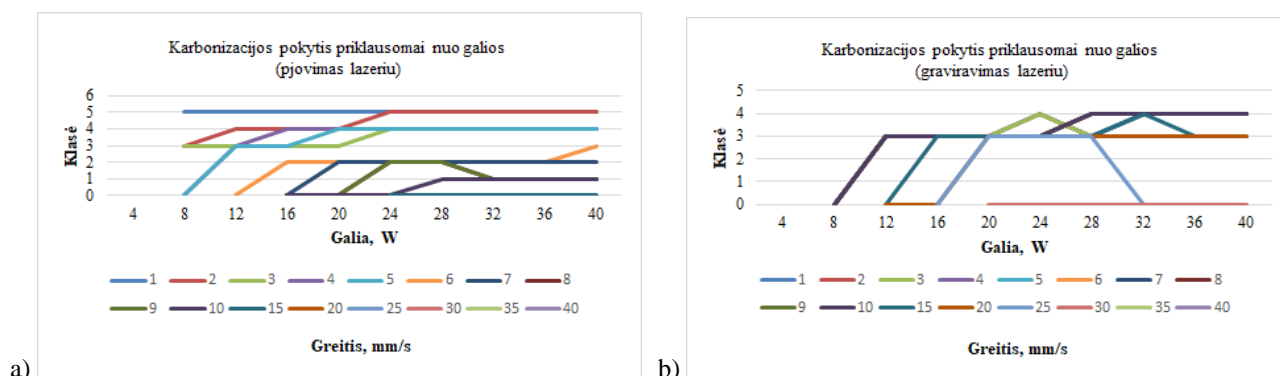 Karbonizacijos pokytis priklausomai nuo galios
(pjovimas lazeriu)
6
5
4
3
2
1
0
Klasė
4 8 12 16 20 24 28 32 36 40
Galia, W
1 2 3 4 5 6 7 8
9 10 15 20 25 30 35 40
Greitis, mm/s
a)
Karbonizacijos pokytis priklausomai nuo galios
(graviravimas lazeriu)
5
4
3
2
1
0
Klasė
4 8 12 16 20 24 28 32 36 40
Galia, W
1 2 3 4 5 6 7 8
9 10 15 20 25 30 35 40
Greitis, mm/s
b)